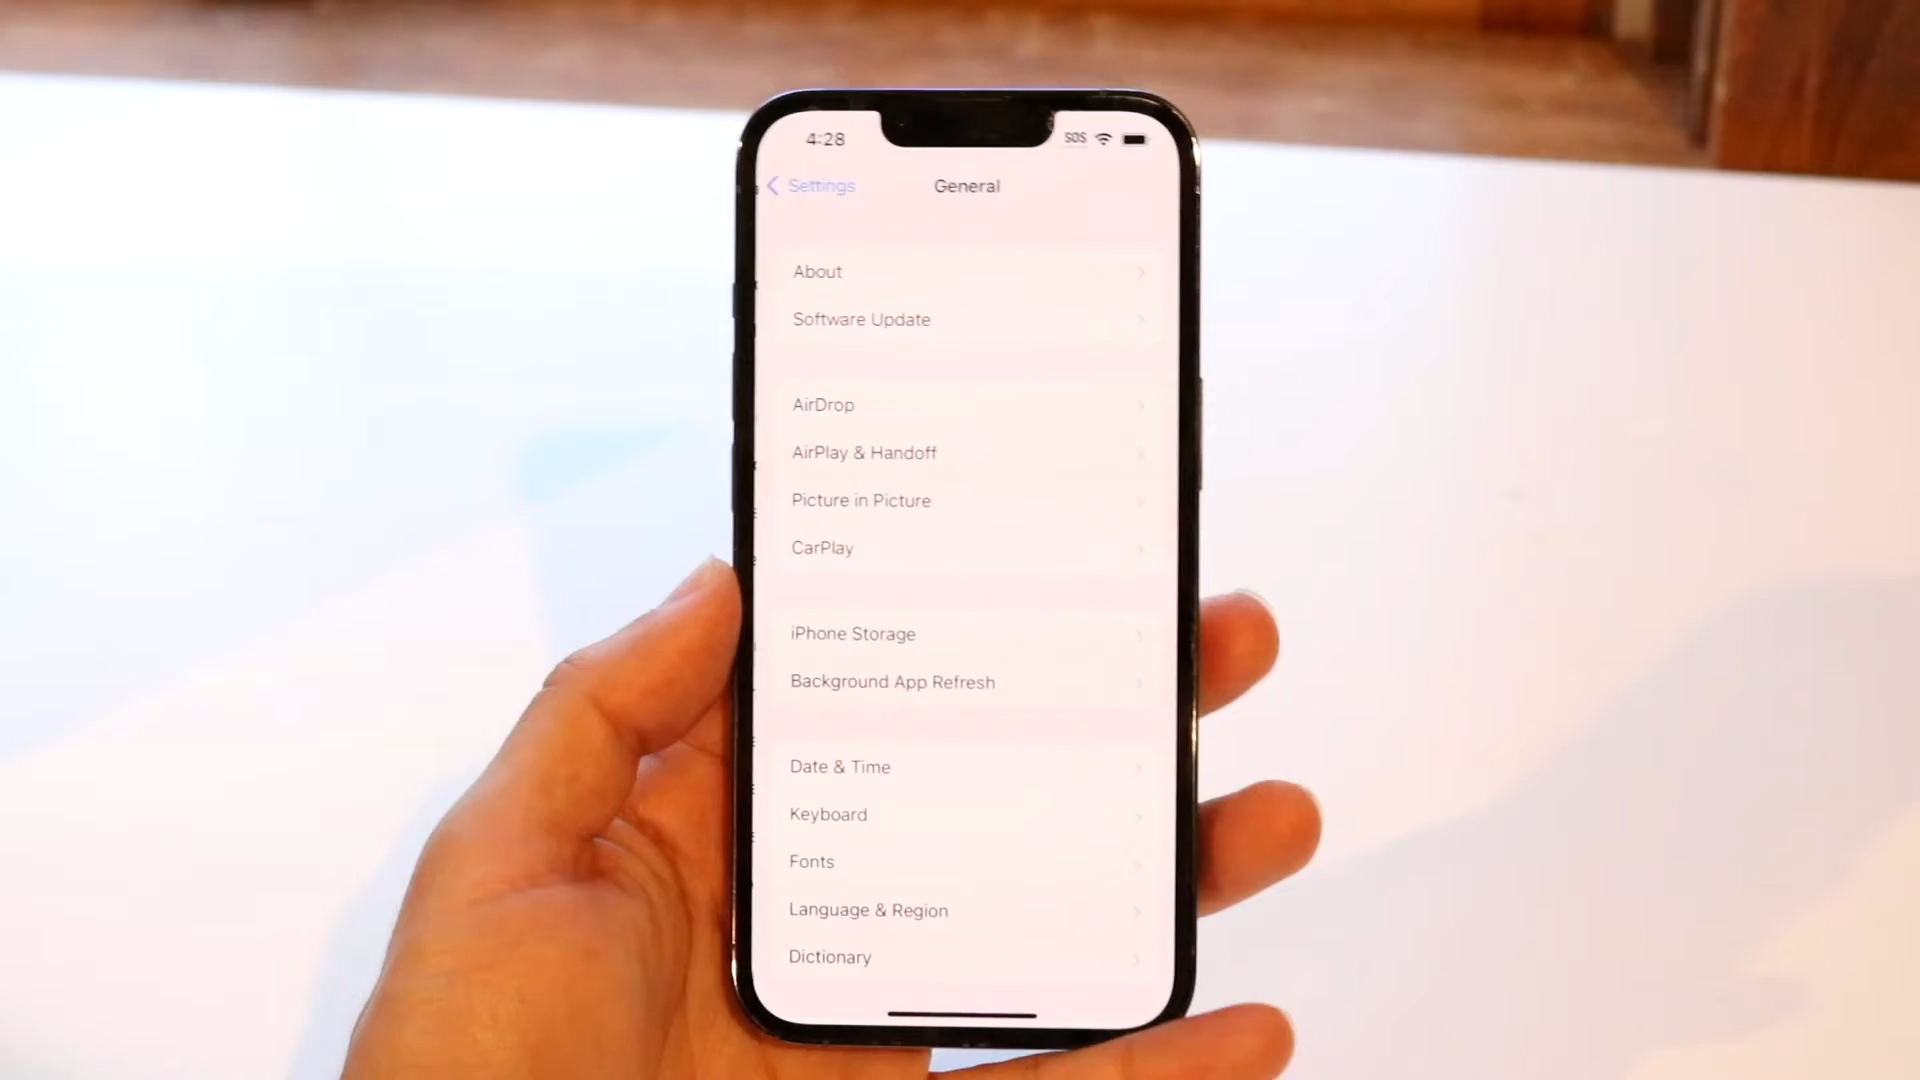 4:28 SOS
Settings General
About
Software Update
AirDrop
AirPlay & Handoff
Picture in Picture
CarPlay
iPhone Storage
Background App Refresh
Date & Time
Keyboard
Fonts
Language & Region
Dictionary